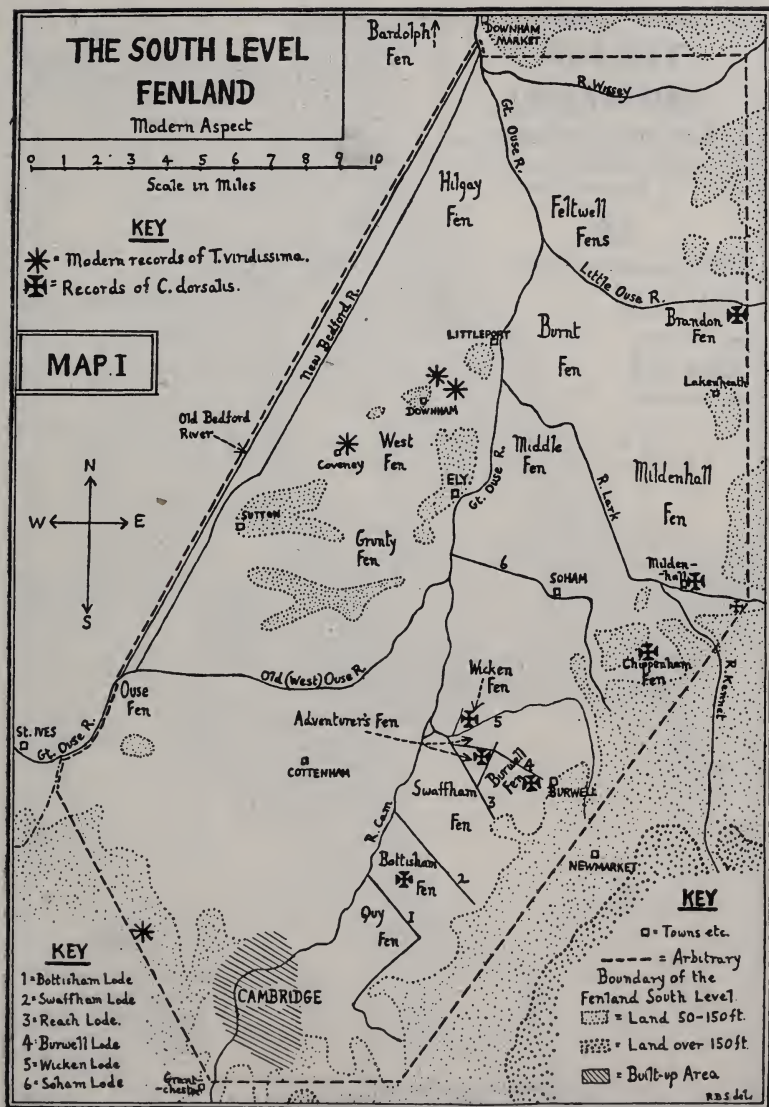 THE SOUTH LEVEL
FENLAND
Modern Aspect
0 1 2 3 4 5 6 7 8 9 10
Scale in Miles
KEY
= Modern records of T. viridissima.
= Records of C. dorsalis.
MAP. I
Bardolph
Fen
DOWNHAM
MARKET
R. Wissey
Gt. Ouse R.
Hilgay
Fen
Feltwell
Fens
Little Ouse R.
New Bedford R.
Old Bedford
River
LITTLEPORT
Burnt
Fen
Brandon
Fen
Lakenheath
DOWNHAM
West
Fen
Coveney
ELY
Gt. Ouse R.
Middle
Fen
R. Lark
Mildenhall
Fen
N
W E
S
SUTTON
Grunty
Fen
6
SOHAM
Milden-
hall
Old (West) Ouse R.
Ouse
Fen
St. IVES
Gt. Ouse R.
Wicken
Fen
Chippenham
Fen
R. Kennet
Adventurer's Fen
5
COTTENHAM
Burwell
Fen
4
BURWELL
Swaffham
Fen
3
R. Cam
NEWMARKET
Bottisham
Fen
2
Quy
Fen
1
CAMBRIDGE
Grant-
chester
KEY
1 = Bottisham Lode
2 = Swaffham Lode
3 = Reach Lode.
4 = Burwell Lode
5 = Wicken Lode
6 = Soham Lode
KEY
= Towns etc.
= Arbitrary
Boundary of the
Fenland South Level.
= Land 50-150ft.
= Land over 150ft.
= Built-up Area
R.B.S. del.